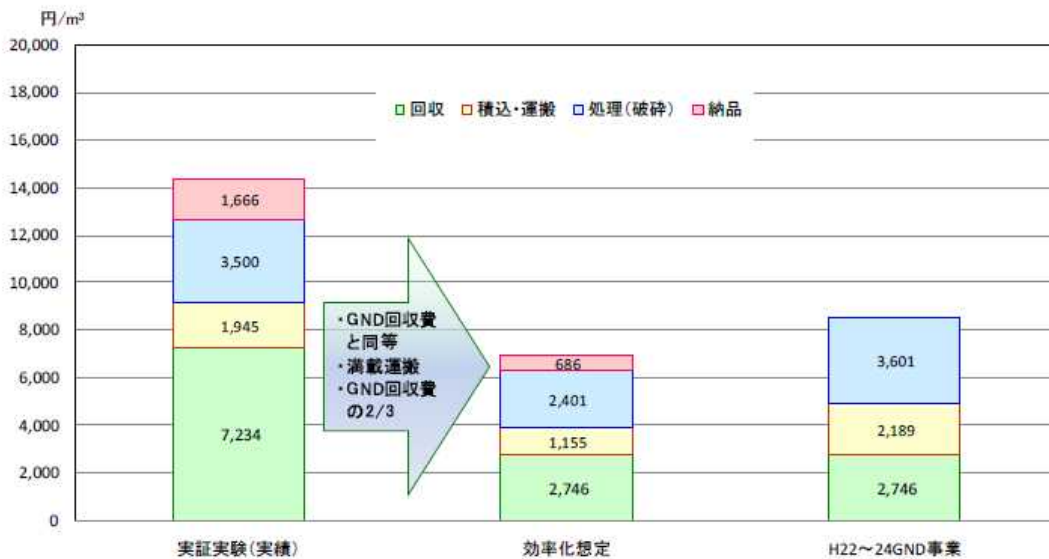 円/m³
20,000
18,000
16,000
14,000
12,000
10,000
8,000
6,000
4,000
2,000
0
回収 積込・運搬 処理(破砕) 納品
1,666
3,500
1,945
7,234
・GND回収費
と同等
・満載運搬
・GND回収費
の2/3
686
2,401
1,155
2,746
3,601
2,189
2,746
実証実験(実績) 効率化想定 H22～24GND事業